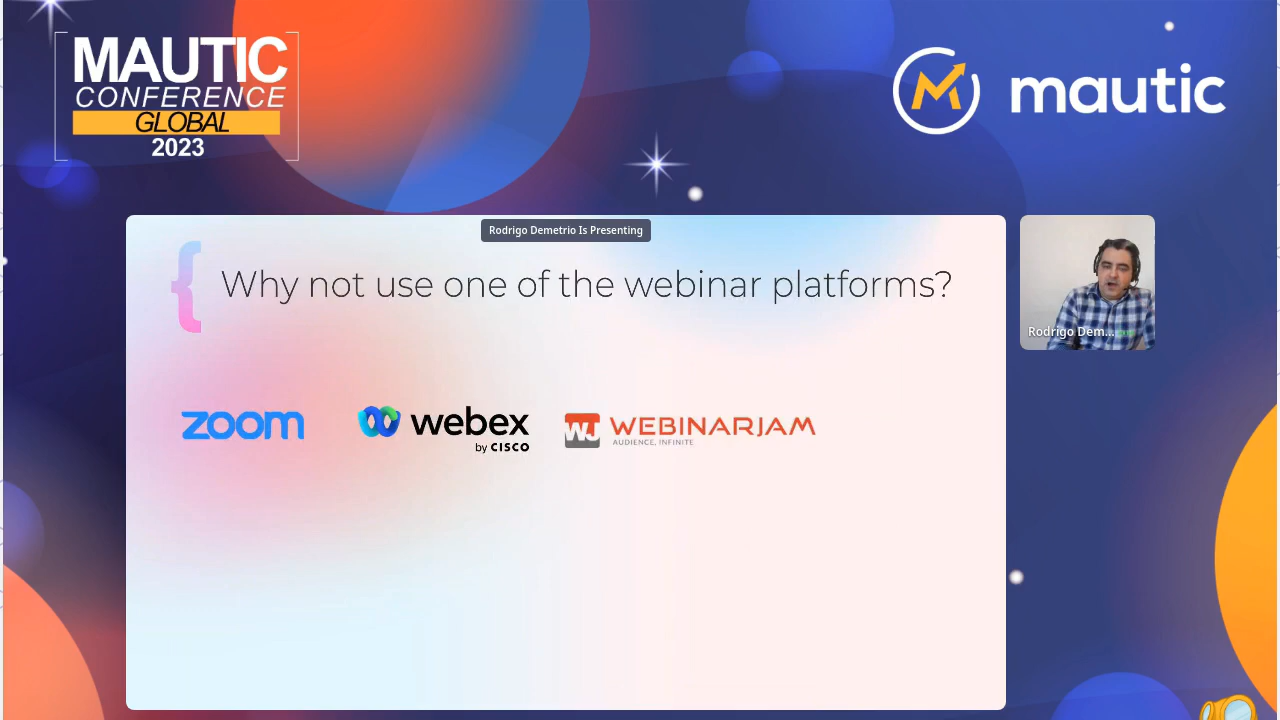 MAUTIC
CONFERENCE
GLOBAL
2023
mautic
Rodrigo Demetrio Is Presenting
{ Why not use one of the webinar platforms?
Rodrigo Dem...
zoom
webex
by CISCO
WJ WEBINARJAM
AUDIENCE, INFINITE